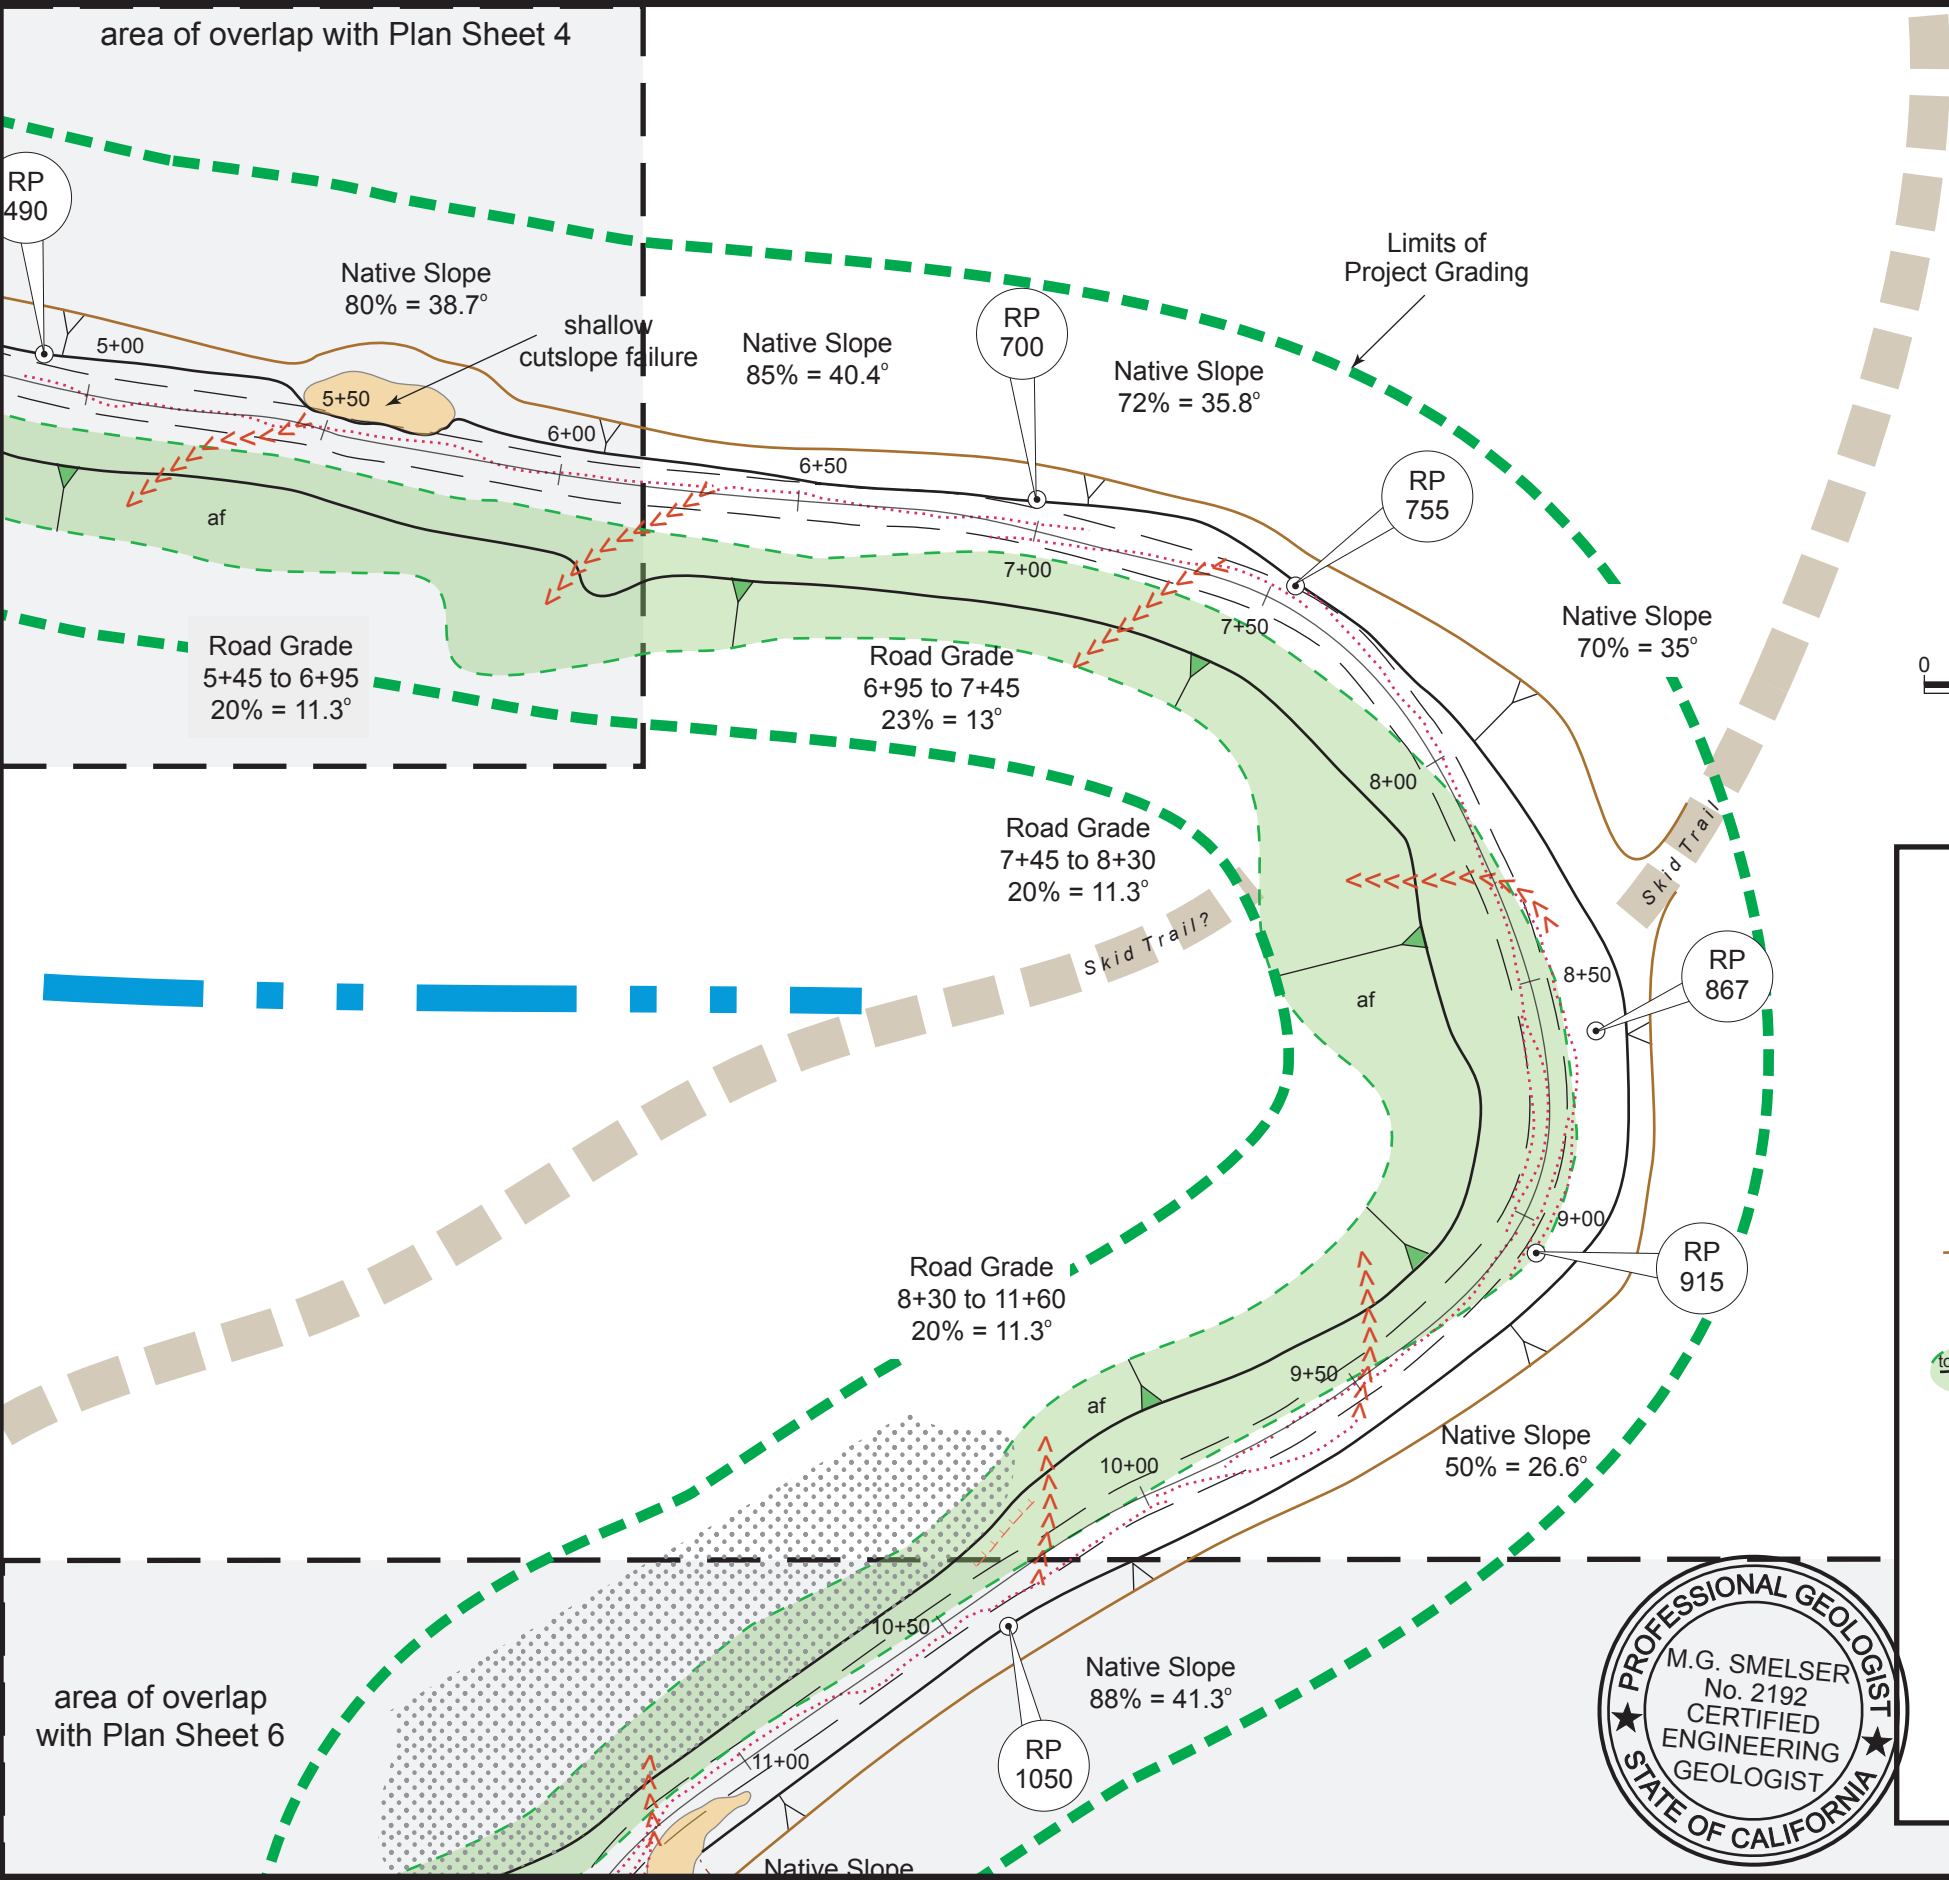 area of overlap with Plan Sheet 4
RP
490
Native Slope
80% = 38.7°
shallow
cutslope failure
5+00
5+50
6+00
af
Road Grade
5+45 to 6+95
20% = 11.3°
Native Slope
85% = 40.4°
RP
700
Native Slope
72% = 35.8°
Limits of
Project Grading
6+50
RP
755
7+00
7+50
Native Slope
70% = 35°
0
Road Grade
6+95 to 7+45
23% = 13°
8+00
Road Grade
7+45 to 8+30
20% = 11.3°
Skid Trail
Skid Trail?
8+50
RP
867
af
9+00
RP
915
Road Grade
8+30 to 11+60
20% = 11.3°
9+50
af
Native Slope
50% = 26.6°
10+00
10+50
area of overlap
with Plan Sheet 6
Native Slope
88% = 41.3°
RP
1050
11+00
Native Slope
PROFESSIONAL GEOLOGIST
M.G. SMELSER
No. 2192
CERTIFIED
ENGINEERING
GEOLOGIST
STATE OF CALIFORNIA